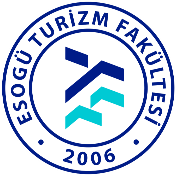 ESOGÜ TURİZM FAKÜLTESİ
• 2006 •